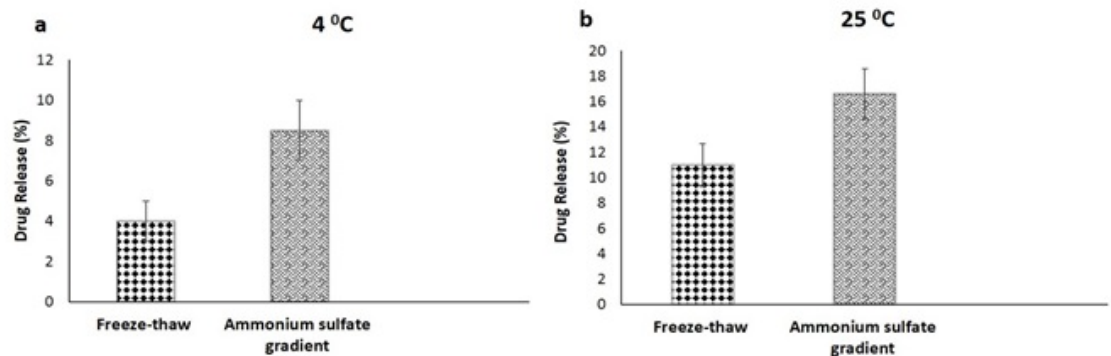 a
4 ⁰C
12
10
8
6
4
2
0
Drug Release (%)
Freeze-thaw
Ammonium sulfate
gradient
b
25 ⁰C
20
18
16
14
12
10
8
6
4
2
0
Drug Release (%)
Freeze-thaw
Ammonium sulfate
gradient